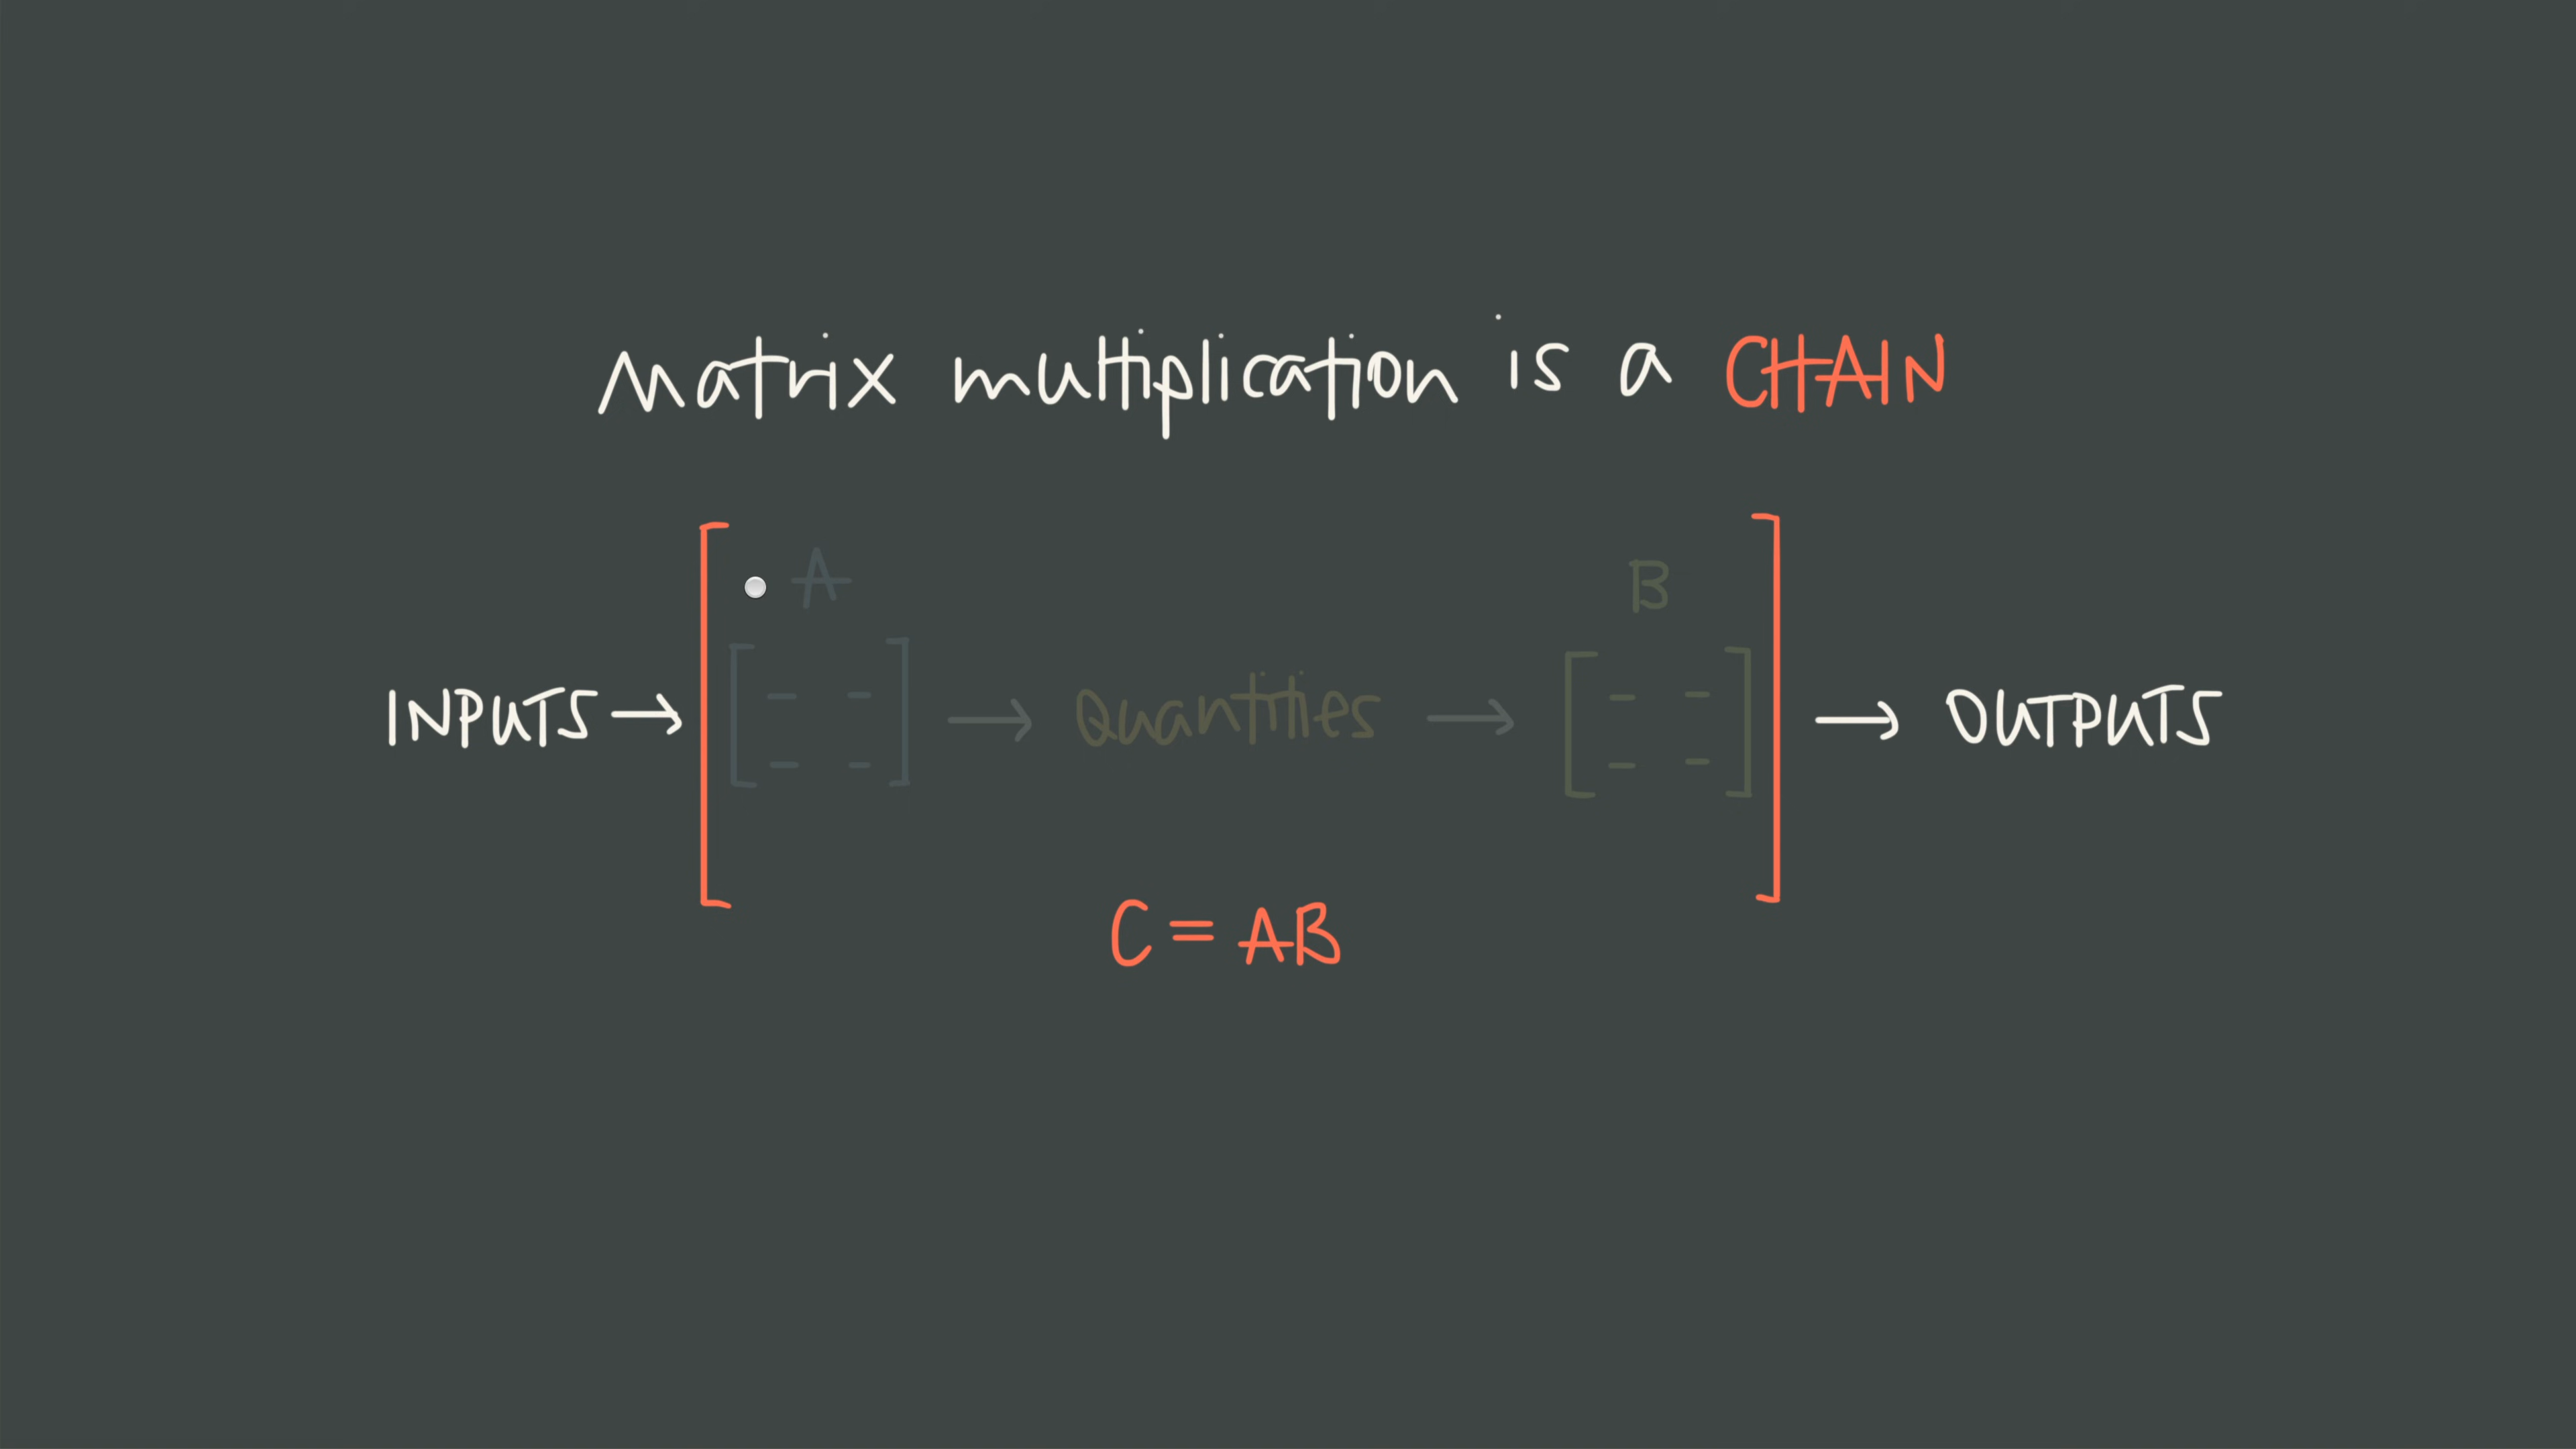 Matrix multiplication is a CHAIN
A B
INPUTS → [ – – – – ] → Quantities → [ – – – – ] → OUTPUTS
C = AB